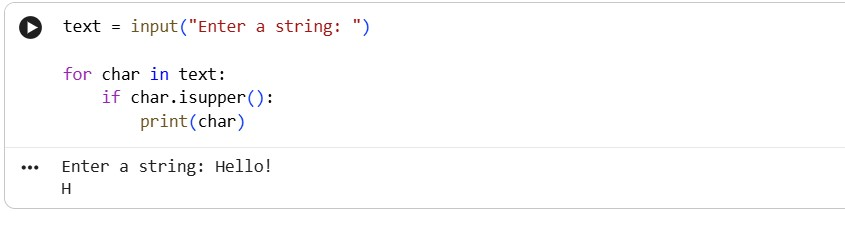 text = input("Enter a string: ")
for char in text:
    if char.isupper():
        print(char)
Enter a string: Hello!
H